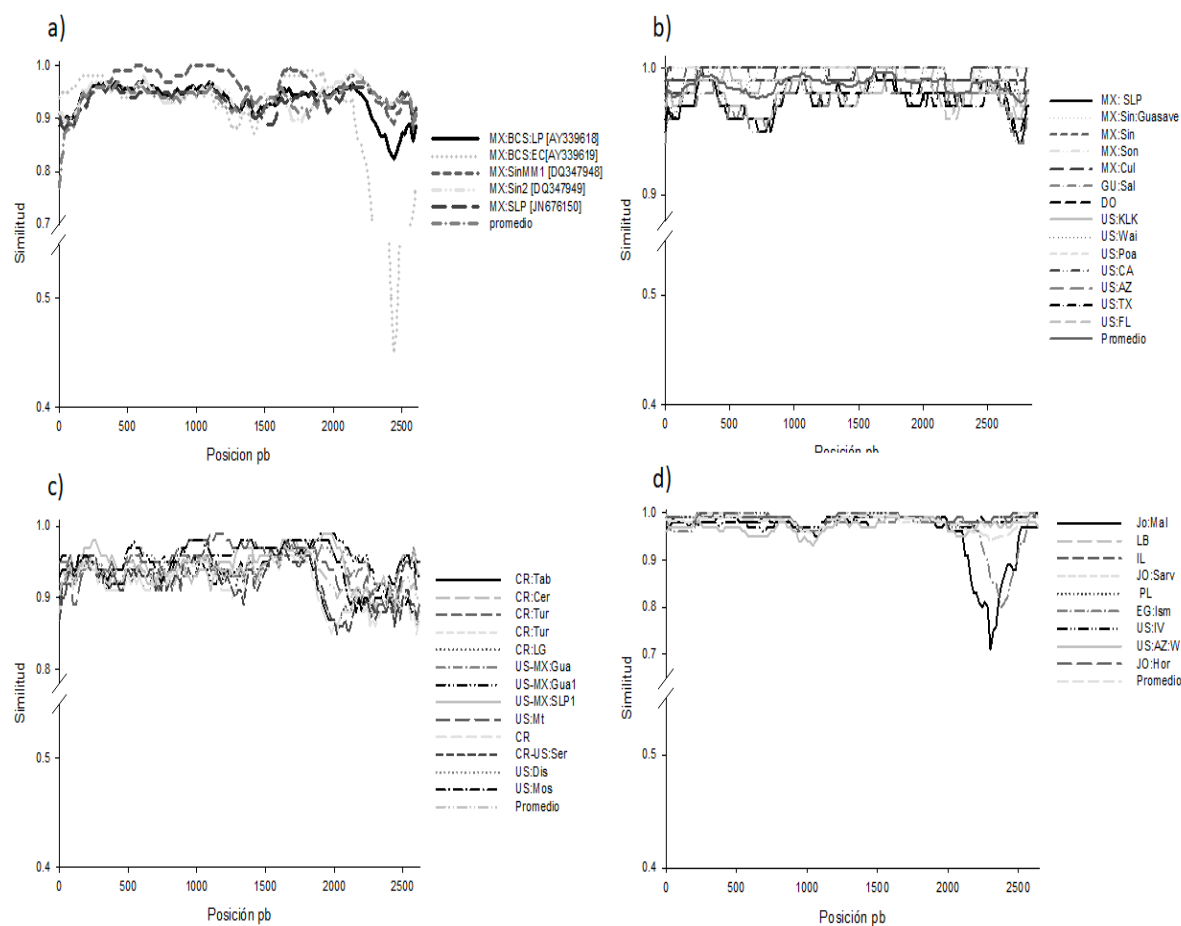 a)
1.0
0.9
0.8
0.7
0.5
0.4
Similitud
0
500
1000
1500
2000
2500
Posicion pb
MX:BCS:LP [AY339618]
MX:BCS:EC[AY339619]
MX:SinMM1 [DQ347948]
MX:Sin2 [DQ347949]
MX:SLP [JN676150]
promedio
b)
1.0
0.9
0.5
0.4
Similitud
0
500
1000
1500
2000
2500
Posición pb
MX: SLP
MX:Sin:Guasave
MX:Sin
MX:Son
MX:Cul
GU:Sal
DO
US:KLK
US:Wai
US:Poa
US:CA
US:AZ
US:TX
US:FL
Promedio
c)
1.0
0.9
0.8
0.5
0.4
Similitud
0
500
1000
1500
2000
2500
Posición pb
CR:Tab
CR:Cer
CR:Tur
CR:Tur
CR:LG
US-MX:Gua
US-MX:Gua1
US-MX:SLP1
US:Mt
CR
CR-US:Ser
US:Dis
US:Mos
Promedio
d)
1.0
0.9
0.8
0.7
0.5
0.4
Similitud
0
500
1000
1500
2000
2500
Posición pb
Jo:Mal
LB
IL
JO:Sarv
PL
EG:Ism
US:IV
US:AZ:W
JO:Hor
Promedio